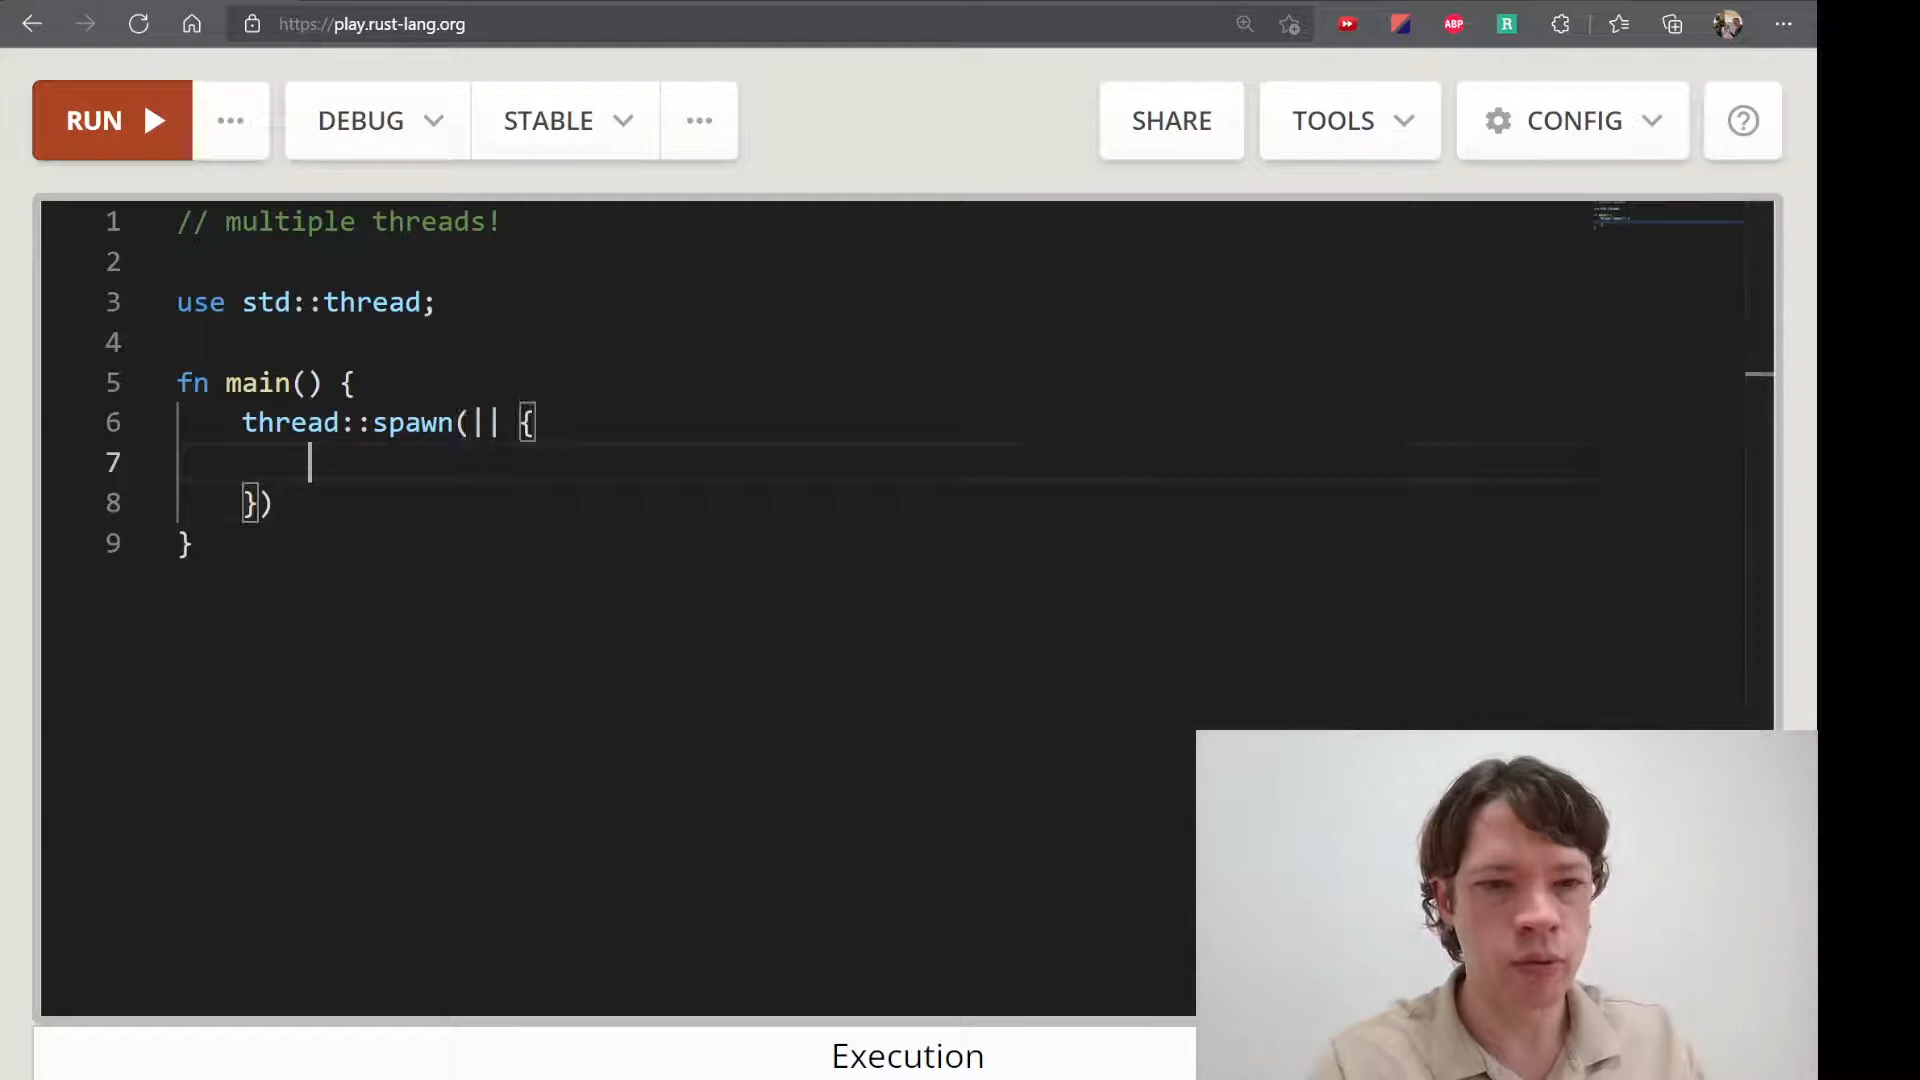 https://play.rust-lang.org
ABP
R
RUN
DEBUG
STABLE
SHARE
TOOLS
CONFIG
1 // multiple threads!
2
3 use std::thread;
4
5 fn main() {
6 thread::spawn(|| {
7
8 })
9 }
Execution